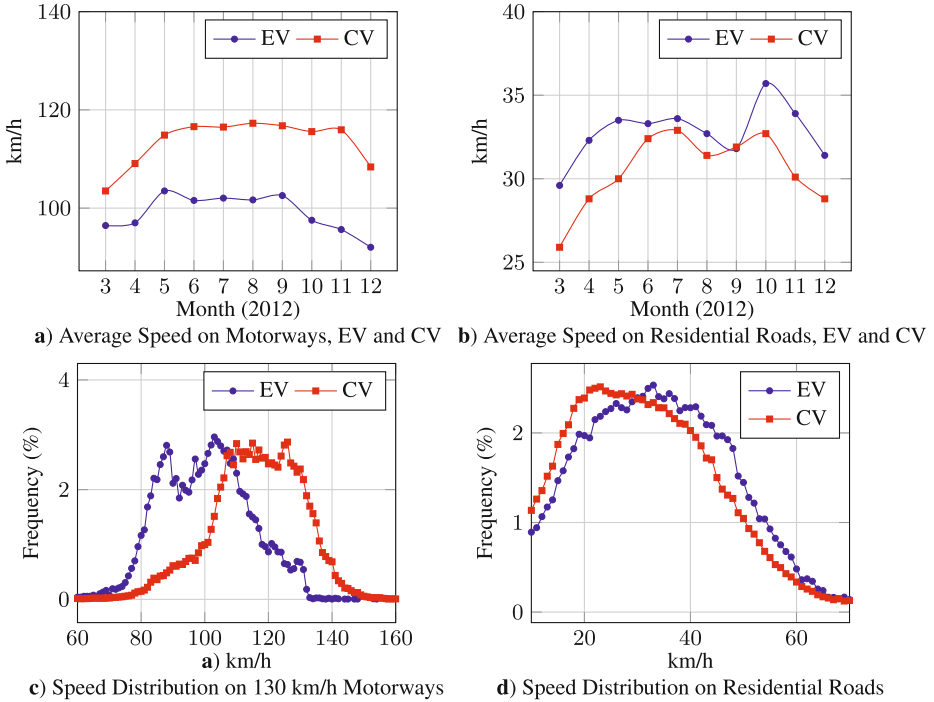 140
120
100
km/h
EV CV
3 4 5 6 7 8 9 10 11 12
Month (2012)
a) Average Speed on Motorways, EV and CV
40
35
30
25
km/h
EV CV
3 4 5 6 7 8 9 10 11 12
Month (2012)
b) Average Speed on Residential Roads, EV and CV
4
2
0
Frequency (%)
EV CV
60 80 100 120 140 160
a) km/h
c) Speed Distribution on 130 km/h Motorways
2
1
0
Frequency (%)
EV
CV
20 40 60
km/h
d) Speed Distribution on Residential Roads